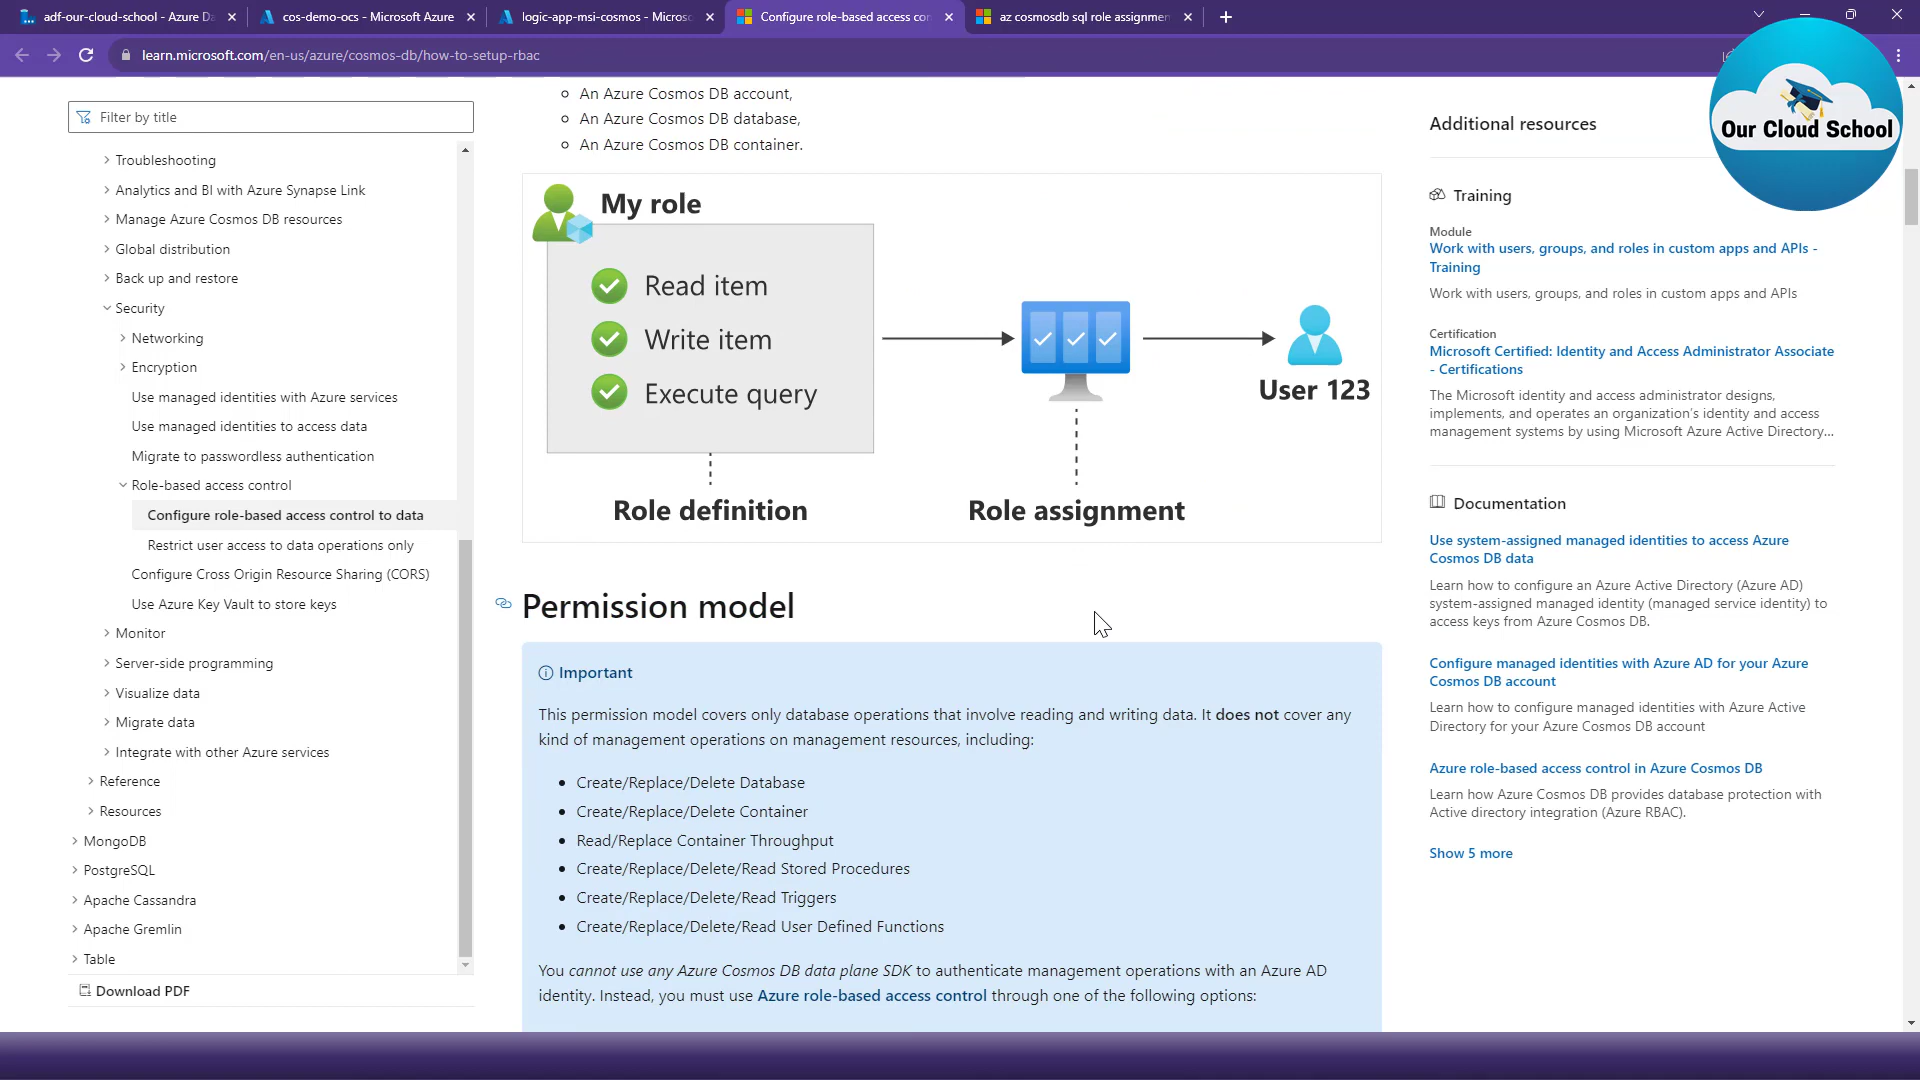 adf-our-cloud-school - Azure Da
cos-demo-ocs - Microsoft Azure
logic-app-msi-cosmos - Microso
Configure role-based access con
az cosmosdb sql role assignmen
learn.microsoft.com/en-us/azure/cosmos-db/how-to-setup-rbac
Our Cloud School
Filter by title
Troubleshooting
Analytics and BI with Azure Synapse Link
Manage Azure Cosmos DB resources
Global distribution
Back up and restore
Security
Networking
Encryption
Use managed identities with Azure services
Use managed identities to access data
Migrate to passwordless authentication
Role-based access control
Configure role-based access control to data
Restrict user access to data operations only
Configure Cross Origin Resource Sharing (CORS)
Use Azure Key Vault to store keys
Monitor
Server-side programming
Visualize data
Migrate data
Integrate with other Azure services
Reference
Resources
MongoDB
PostgreSQL
Apache Cassandra
Apache Gremlin
Table
Download PDF
An Azure Cosmos DB account,
An Azure Cosmos DB database,
An Azure Cosmos DB container.
My role
Read item
Write item
Execute query
User 123
Role definition
Role assignment
Permission model
Important
This permission model covers only database operations that involve reading and writing data. It does not cover any
kind of management operations on management resources, including:
Create/Replace/Delete Database
Create/Replace/Delete Container
Read/Replace Container Throughput
Create/Replace/Delete/Read Stored Procedures
Create/Replace/Delete/Read Triggers
Create/Replace/Delete/Read User Defined Functions
You cannot use any Azure Cosmos DB data plane SDK to authenticate management operations with an Azure AD
identity. Instead, you must use Azure role-based access control through one of the following options:
Additional resources
Training
Module
Work with users, groups, and roles in custom apps and APIs -
Training
Work with users, groups, and roles in custom apps and APIs
Certification
Microsoft Certified: Identity and Access Administrator Associate
- Certifications
The Microsoft identity and access administrator designs,
implements, and operates an organization's identity and access
management systems by using Microsoft Azure Active Directory...
Documentation
Use system-assigned managed identities to access Azure
Cosmos DB data
Learn how to configure an Azure Active Directory (Azure AD)
system-assigned managed identity (managed service identity) to
access keys from Azure Cosmos DB.
Configure managed identities with Azure AD for your Azure
Cosmos DB account
Learn how to configure managed identities with Azure Active
Directory for your Azure Cosmos DB account
Azure role-based access control in Azure Cosmos DB
Learn how Azure Cosmos DB provides database protection with
Active directory integration (Azure RBAC).
Show 5 more